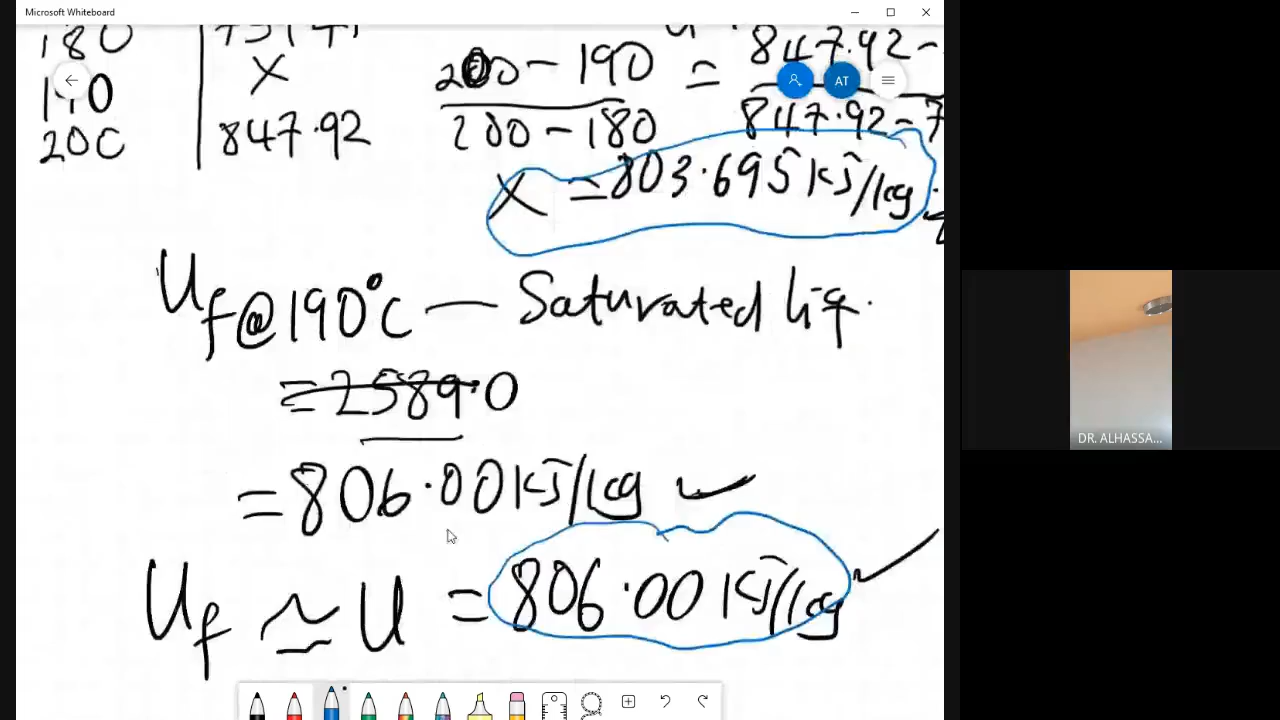 Microsoft Whiteboard
180
X
190
200 847.92
200 - 190 = 847.92 -
200 - 180 847.92 - 7
X = 803.695 KJ/kg
AT
Uf@190°C — Saturated liq.
= 2589.0
= 806.00 KJ/kg ✓
Uf ≃ U = 806.00 KJ/kg ✓
DR. ALHASSA...